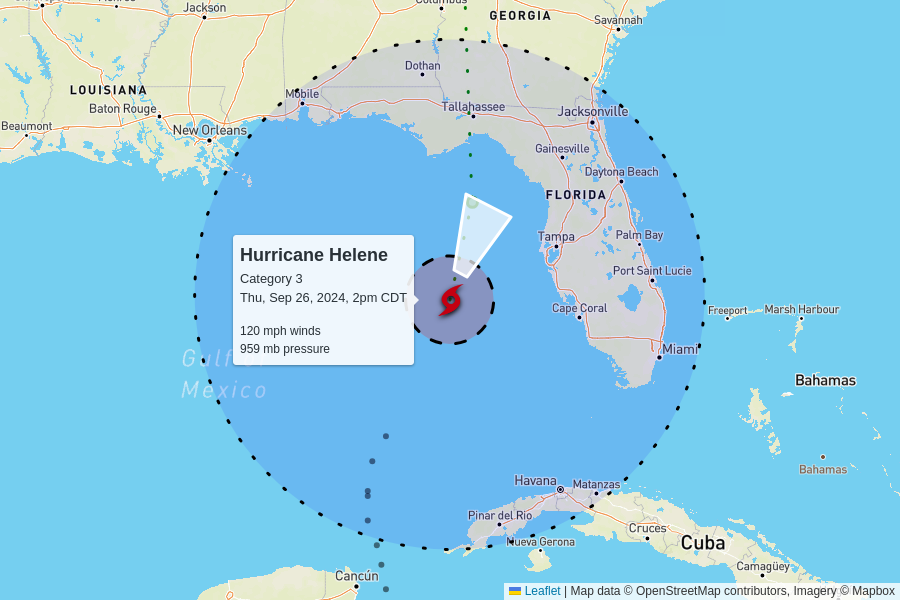 Jackson
Columbus
GEORGIA
Savannah
Dothan
LOUISIANA
Mobile
Baton Rouge
Tallahassee
Jacksonville
Beaumont
New Orleans
Gainesville
Daytona Beach
FLORIDA
Tampa
Palm Bay
Hurricane Helene
Category 3
Port Saint Lucie
Thu, Sep 26, 2024, 2pm CDT
Cape Coral
Freeport
Marsh Harbour
120 mph winds
959 mb pressure
Miami
Gulf of
Mexico
Bahamas
Bahamas
Havana
Matanzas
Pinar del Río
Cruces
Nueva Gerona
Cuba
Camagüey
Cancún
Leaflet | Map data © OpenStreetMap contributors, Imagery © Mapbox